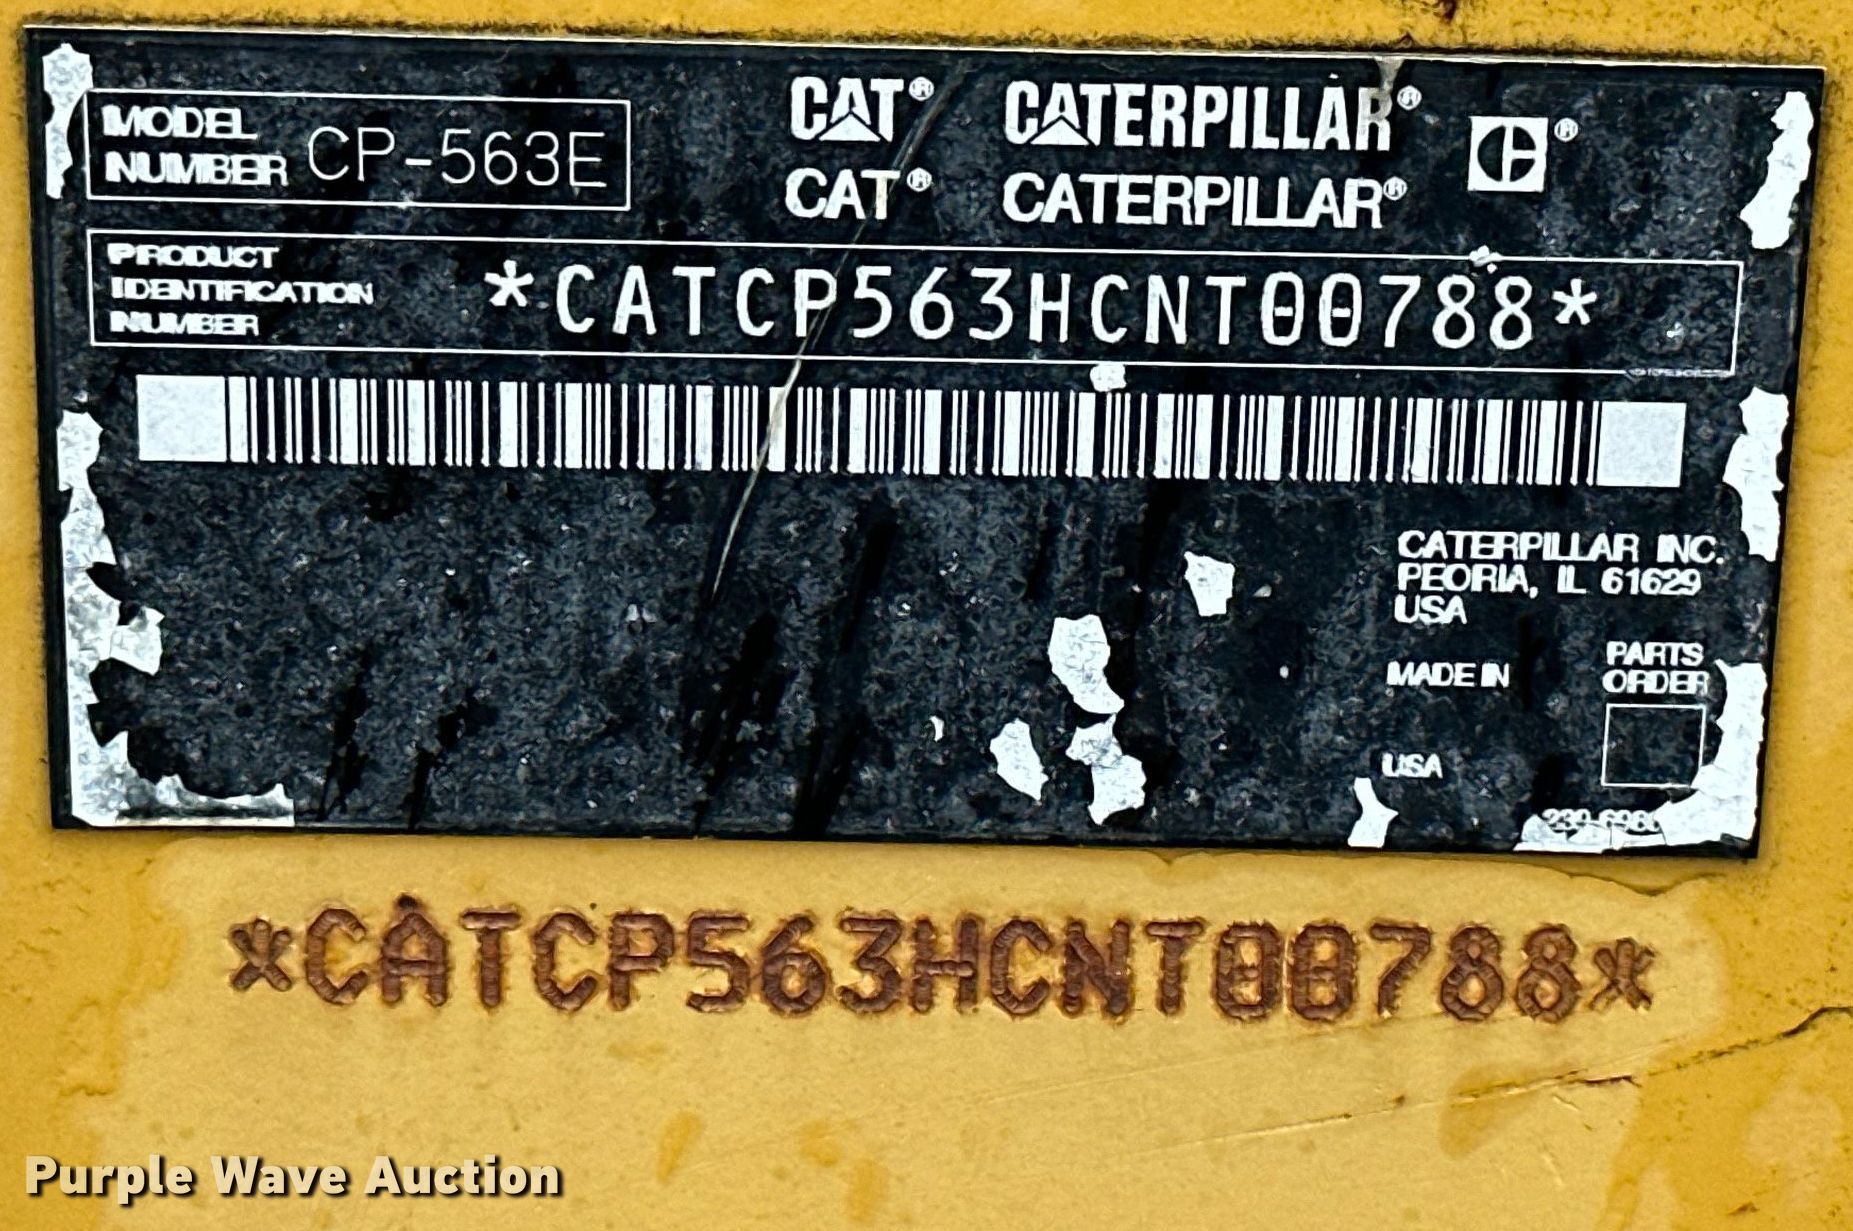 MODEL NUMBER CP-563E
CAT® CATERPILLAR® ®
CAT® CATERPILLAR®
PRODUCT
IDENTIFICATION
NUMBER
*CATCP563HCNT00788*
CATERPILLAR INC.
PEORIA, IL 61629
USA
MADE IN
USA
PARTS
ORDER
*CATCP563HCNT00788*
Purple Wave Auction